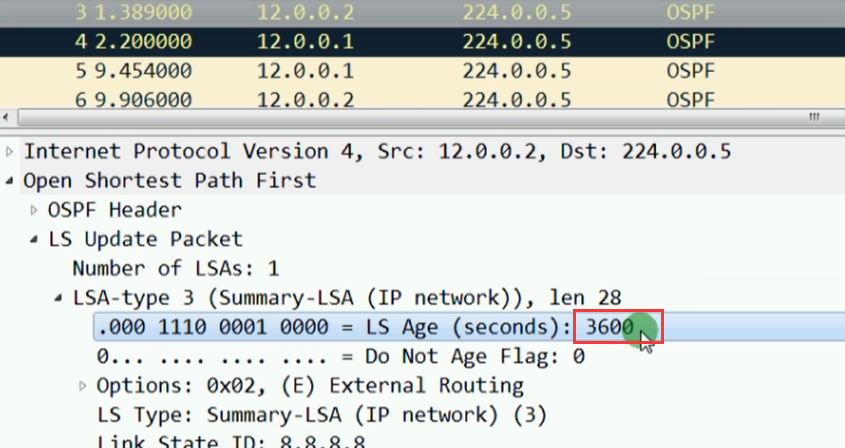 3 1.389000 12.0.0.2 224.0.0.5 OSPF
4 2.200000 12.0.0.1 224.0.0.5 OSPF
5 9.454000 12.0.0.1 224.0.0.5 OSPF
6 9.906000 12.0.0.2 224.0.0.5 OSPF
Internet Protocol Version 4, Src: 12.0.0.2, Dst: 224.0.0.5
Open Shortest Path First
OSPF Header
LS Update Packet
Number of LSAs: 1
LSA-type 3 (Summary-LSA (IP network)), len 28
.000 1110 0001 0000 = LS Age (seconds): 3600
0... .... .... .... = Do Not Age Flag: 0
Options: 0x02, (E) External Routing
LS Type: Summary-LSA (IP network) (3)
Link State ID: 8.8.8.8